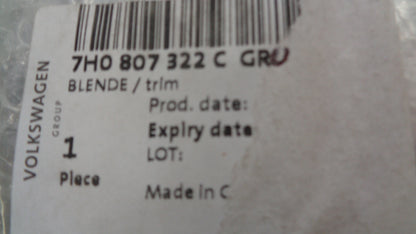 7H0 807 322 C GRU
BLENDE / trim
Prod. date:
Expiry date
LOT:
1
Piece
Made in C
VOLKSWAGEN
GROUP